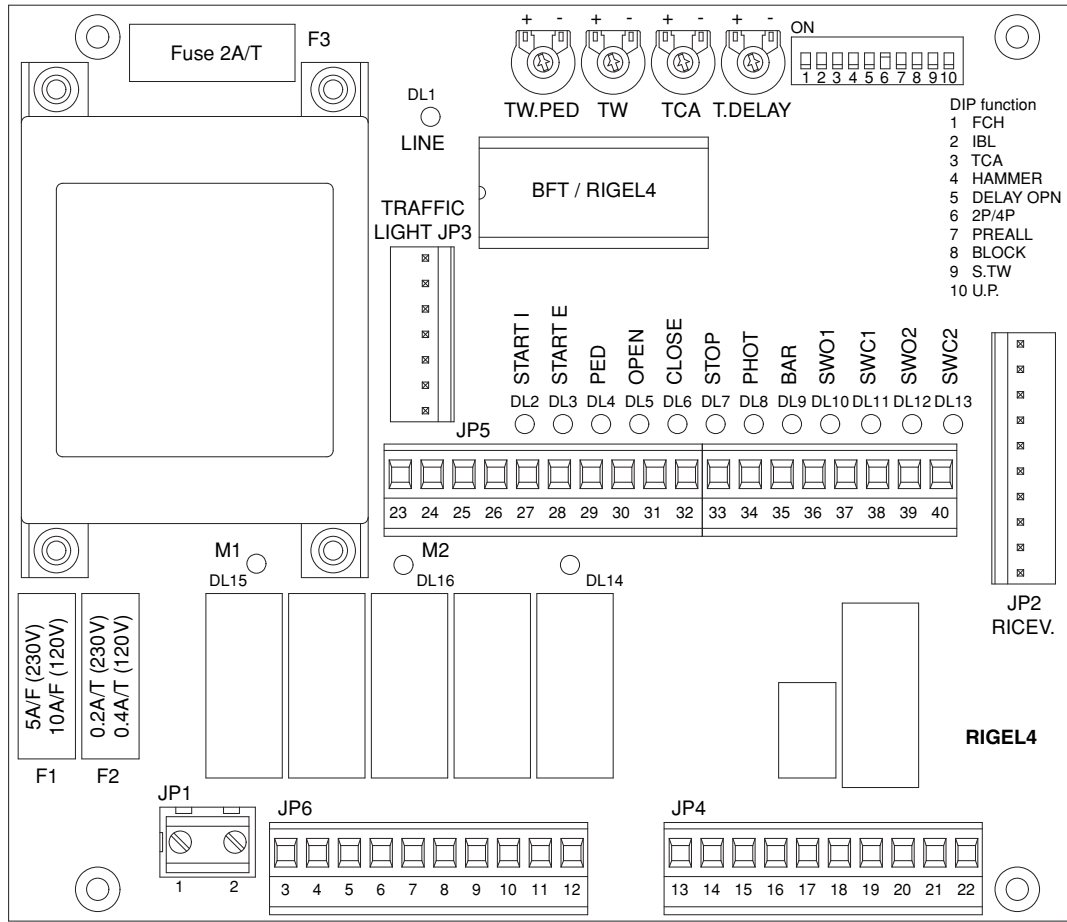 Fuse 2A/T
F3
+ - + - + - + -
TW.PED TW TCA T.DELAY
ON
1 2 3 4 5 6 7 8 9 10
DIP function
1 FCH
2 IBL
3 TCA
4 HAMMER
5 DELAY OPN
6 2P/4P
7 PREALL
8 BLOCK
9 S.TW
10 U.P.
DL1
LINE
BFT / RIGEL4
TRAFFIC
LIGHT JP3
START I
START E
PED
OPEN
CLOSE
STOP
PHOT
BAR
SWO1
SWC1
SWO2
SWC2
DL2 DL3 DL4 DL5 DL6 DL7 DL8 DL9 DL10 DL11 DL12 DL13
JP5
23 24 25 26 27 28 29 30 31 32 33 34 35 36 37 38 39 40
M1
DL15
M2
DL16
DL14
JP2
RICEV.
5A/F (230V)
10A/F (120V)
0.2A/T (230V)
0.4A/T (120V)
F1 F2
RIGEL4
JP1
1 2
JP6
3 4 5 6 7 8 9 10 11 12
JP4
13 14 15 16 17 18 19 20 21 22